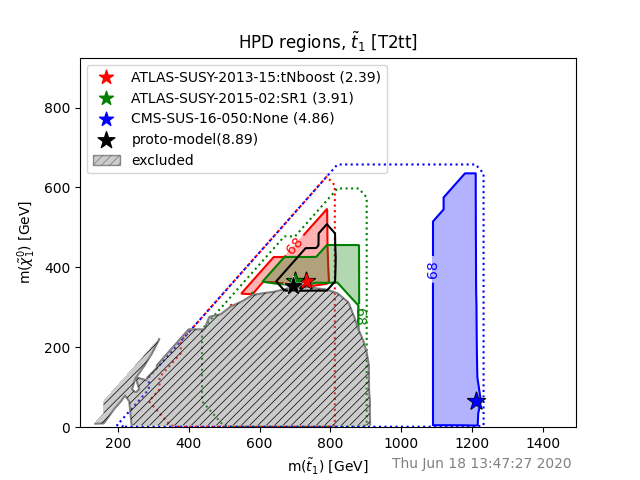 HPD regions, t̃₁ [T2tt]
ATLAS-SUSY-2013-15:tNboost (2.39)
ATLAS-SUSY-2015-02:SR1 (3.91)
CMS-SUS-16-050:None (4.86)
proto-model(8.89)
excluded
m(χ̃⁰₁) [GeV]
800
600
400
200
0
68
68
68
200 400 600 800 1000 1200 1400
m(t̃₁) [GeV]
Thu Jun 18 13:47:27 2020